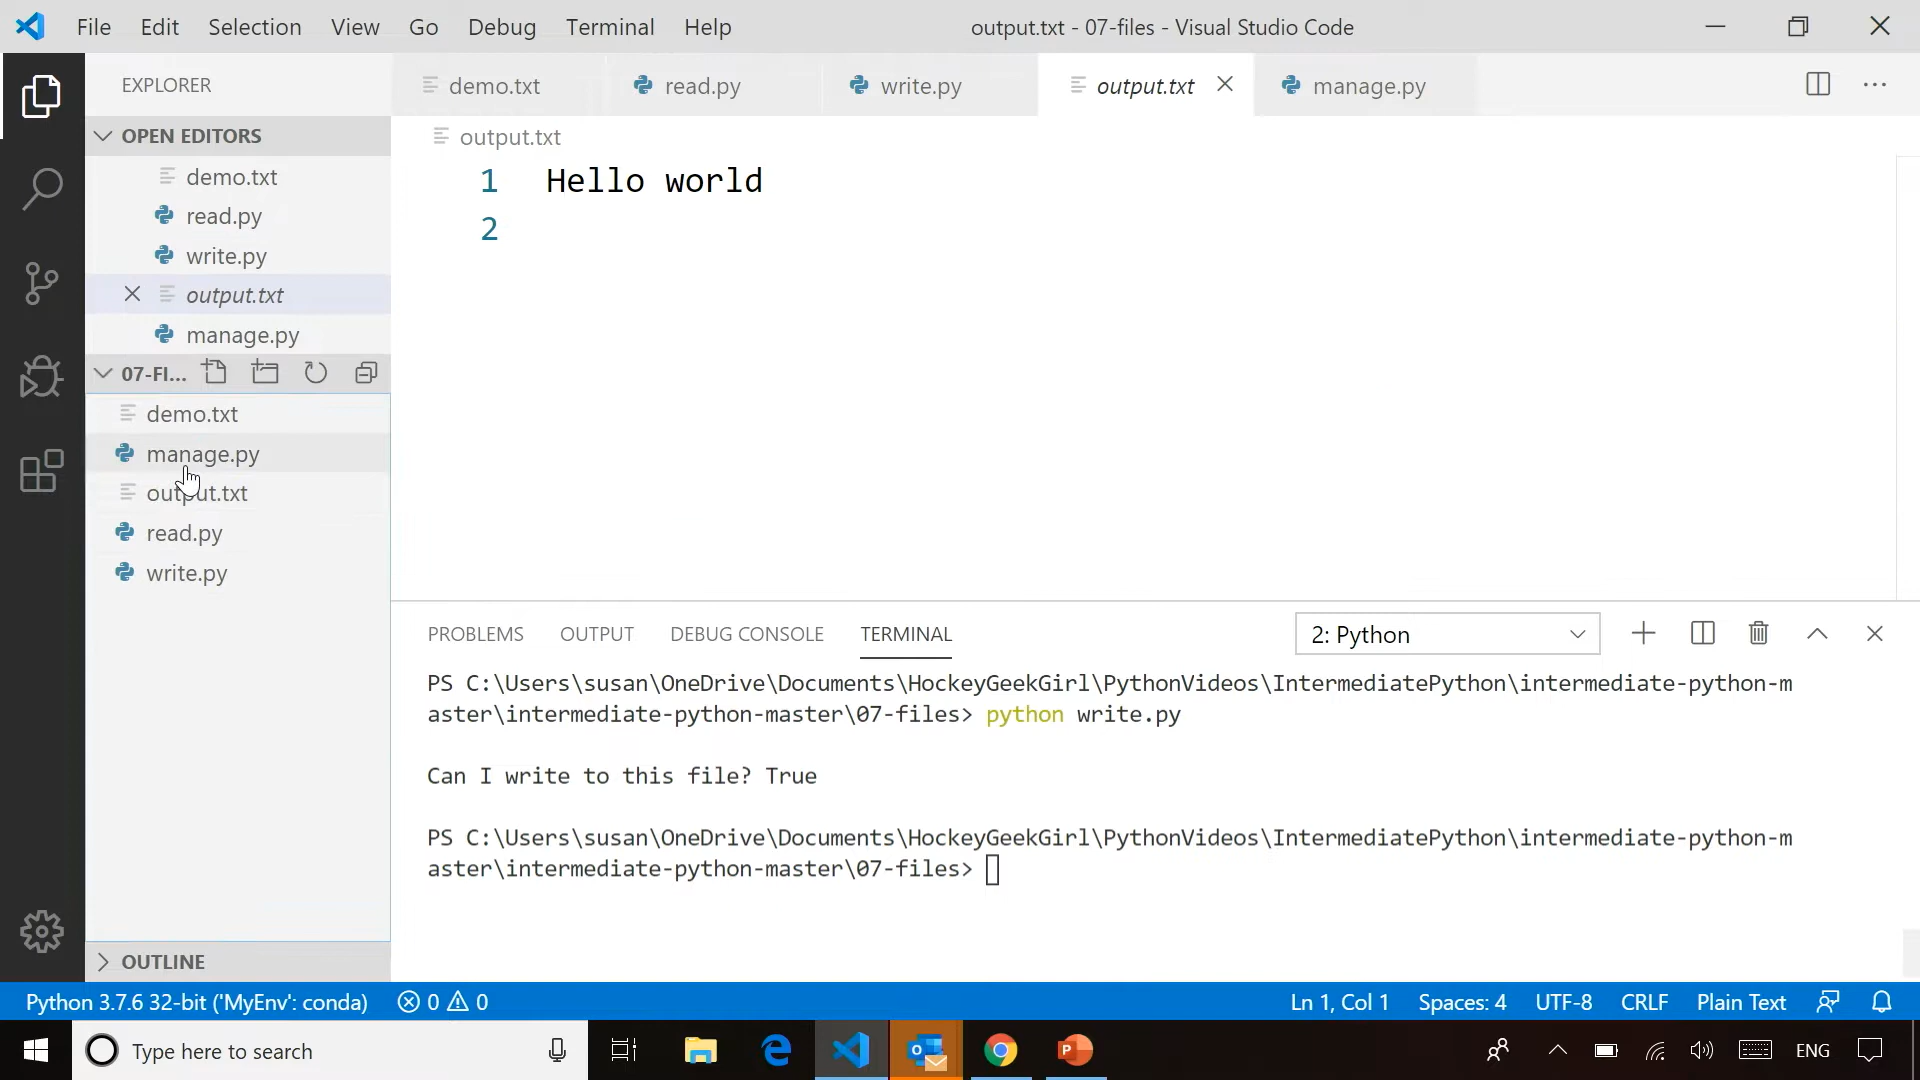 File Edit Selection View Go Debug Terminal Help
output.txt - 07-files - Visual Studio Code
EXPLORER
demo.txt
read.py
write.py
output.txt
manage.py
OPEN EDITORS
demo.txt
read.py
write.py
output.txt
manage.py
07-FI...
demo.txt
manage.py
output.txt
read.py
write.py
OUTLINE
output.txt
1 Hello world
2
PROBLEMS OUTPUT DEBUG CONSOLE TERMINAL
2: Python
PS C:\Users\susan\OneDrive\Documents\HockeyGeekGirl\PythonVideos\IntermediatePython\intermediate-python-m
aster\intermediate-python-master\07-files> python write.py
Can I write to this file? True
PS C:\Users\susan\OneDrive\Documents\HockeyGeekGirl\PythonVideos\IntermediatePython\intermediate-python-m
aster\intermediate-python-master\07-files>
Python 3.7.6 32-bit ('MyEnv': conda) 0 0
Ln 1, Col 1 Spaces: 4 UTF-8 CRLF Plain Text
Type here to search
ENG